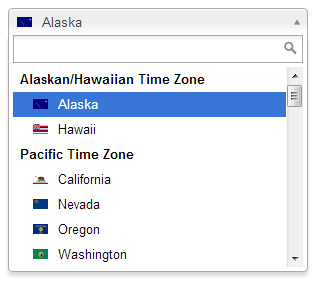 Alaska
Alaskan/Hawaiian Time Zone
Alaska
Hawaii
Pacific Time Zone
California
Nevada
Oregon
Washington